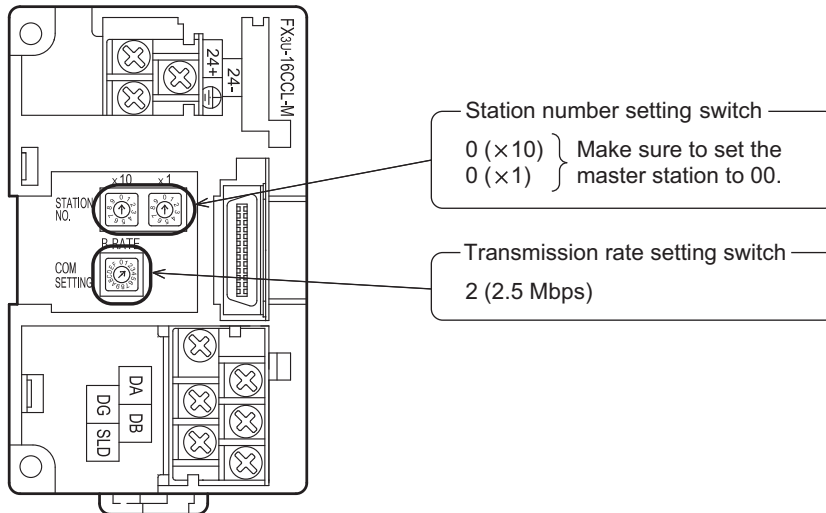 FX3U-16CCL-M
24+
24-
×10 ×1
STATION
NO.
B RATE
COM
SETTING
DA
DG
DB
SLD
Station number setting switch
0 (×10)
0 (×1)
Make sure to set the
master station to 00.
Transmission rate setting switch
2 (2.5 Mbps)